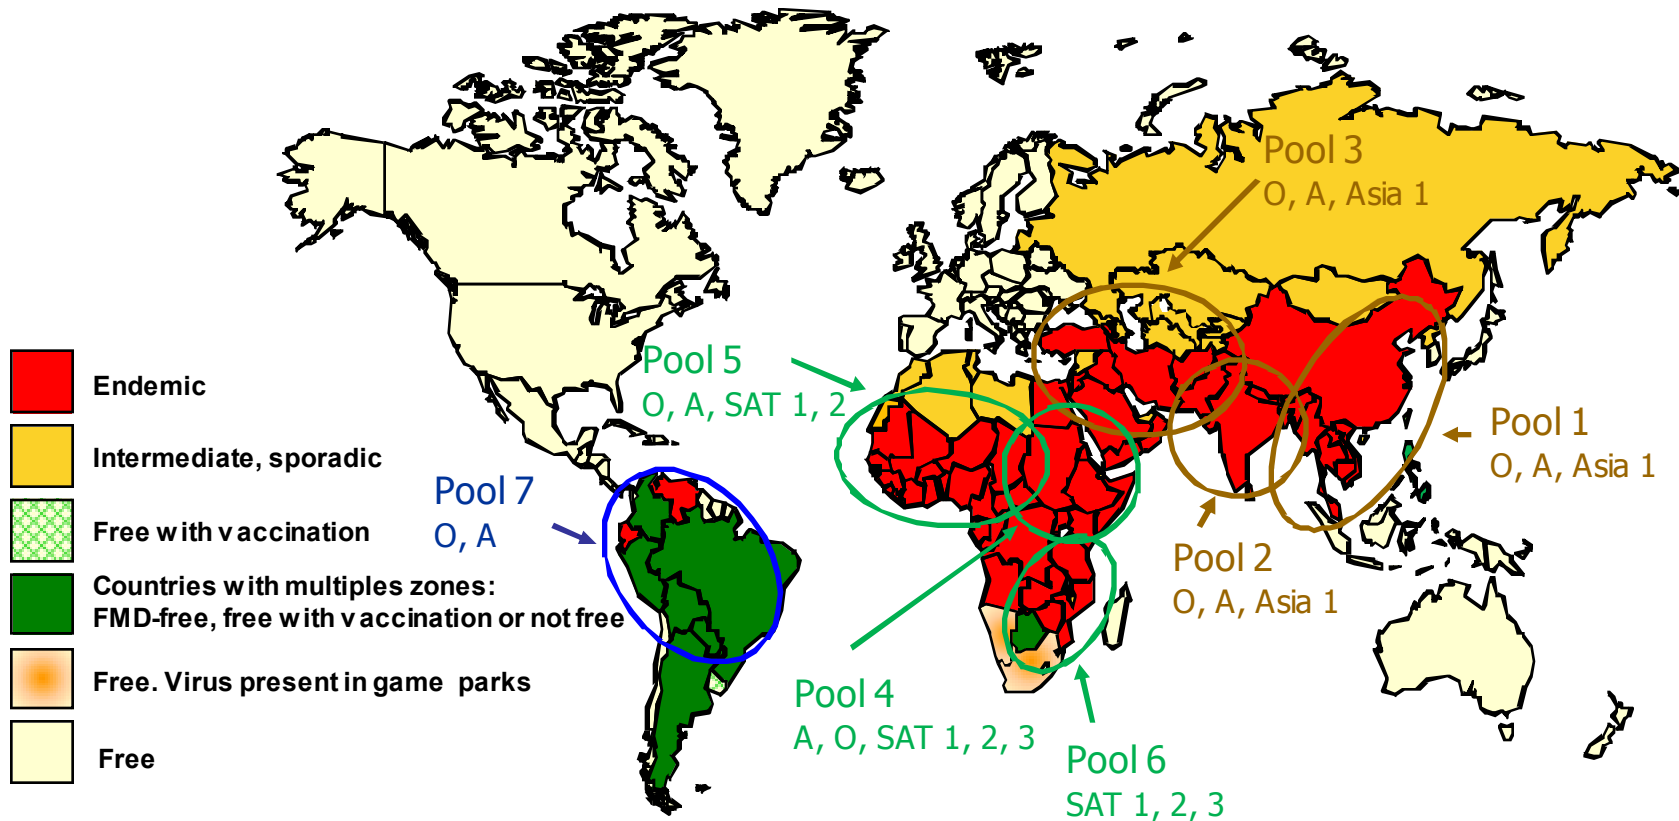 Endemic
Intermediate, sporadic
Free with vaccination
Countries with multiples zones:
FMD-free, free with vaccination or not free
Free. Virus present in game parks
Free
Pool 7
O, A
Pool 5
O, A, SAT 1, 2
Pool 3
O, A, Asia 1
Pool 1
O, A, Asia 1
Pool 2
O, A, Asia 1
Pool 4
A, O, SAT 1, 2, 3
Pool 6
SAT 1, 2, 3